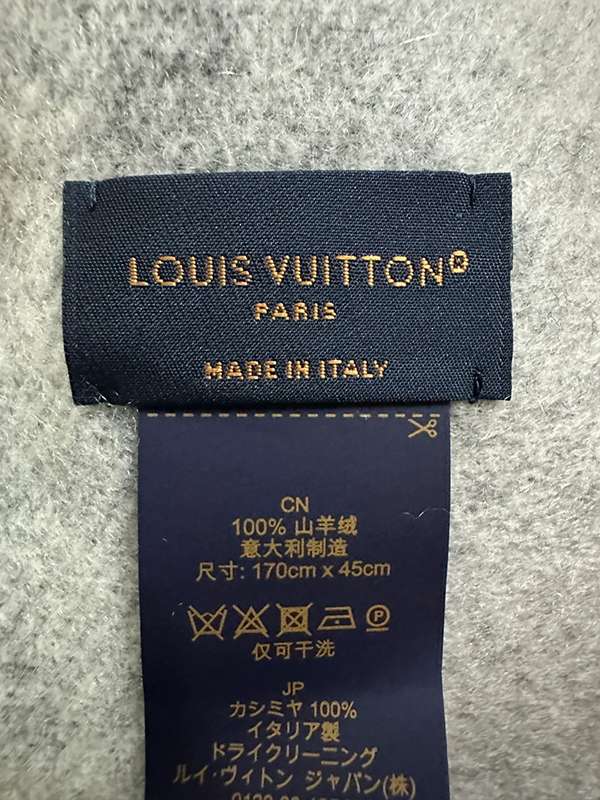 LOUIS VUITTON®
PARIS
MADE IN ITALY
CN
100% 山羊绒
意大利制造
尺寸: 170cm x 45cm
P
仅可干洗
JP
カシミヤ 100%
イタリア製
ドライクリーニング
ルイ・ヴィトン ジャパン(株)